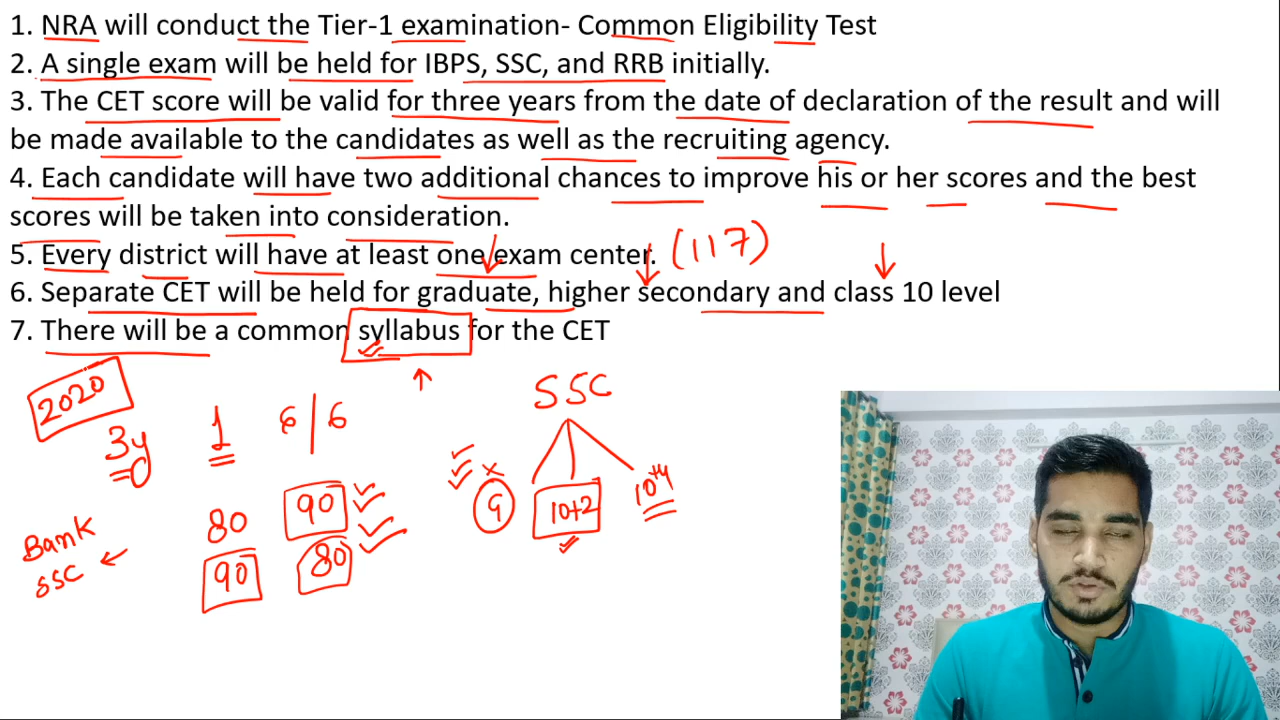 1. NRA will conduct the Tier-1 examination- Common Eligibility Test
2. A single exam will be held for IBPS, SSC, and RRB initially.
3. The CET score will be valid for three years from the date of declaration of the result and will
be made available to the candidates as well as the recruiting agency.
4. Each candidate will have two additional chances to improve his or her scores and the best
scores will be taken into consideration.
5. Every district will have at least one exam center. (117)
6. Separate CET will be held for graduate, higher secondary and class 10 level
7. There will be a common syllabus for the CET
2020
3y 1 6/6
SSC
80 90
9 10+2 10+4
Bank
SSC
90 80